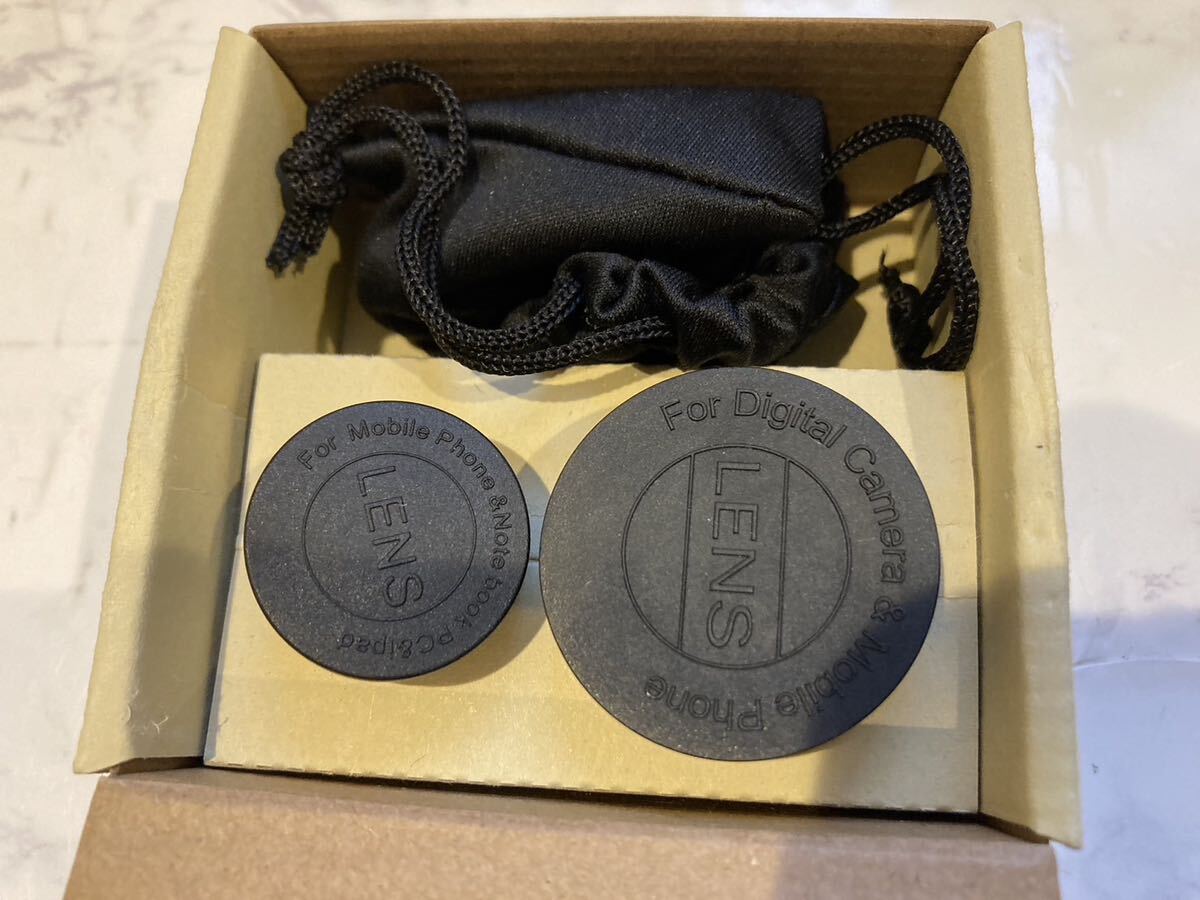 For Mobile Phone &Note book PC&Ipad
LENS
For Digital Camera & Mobile Phone
LENS